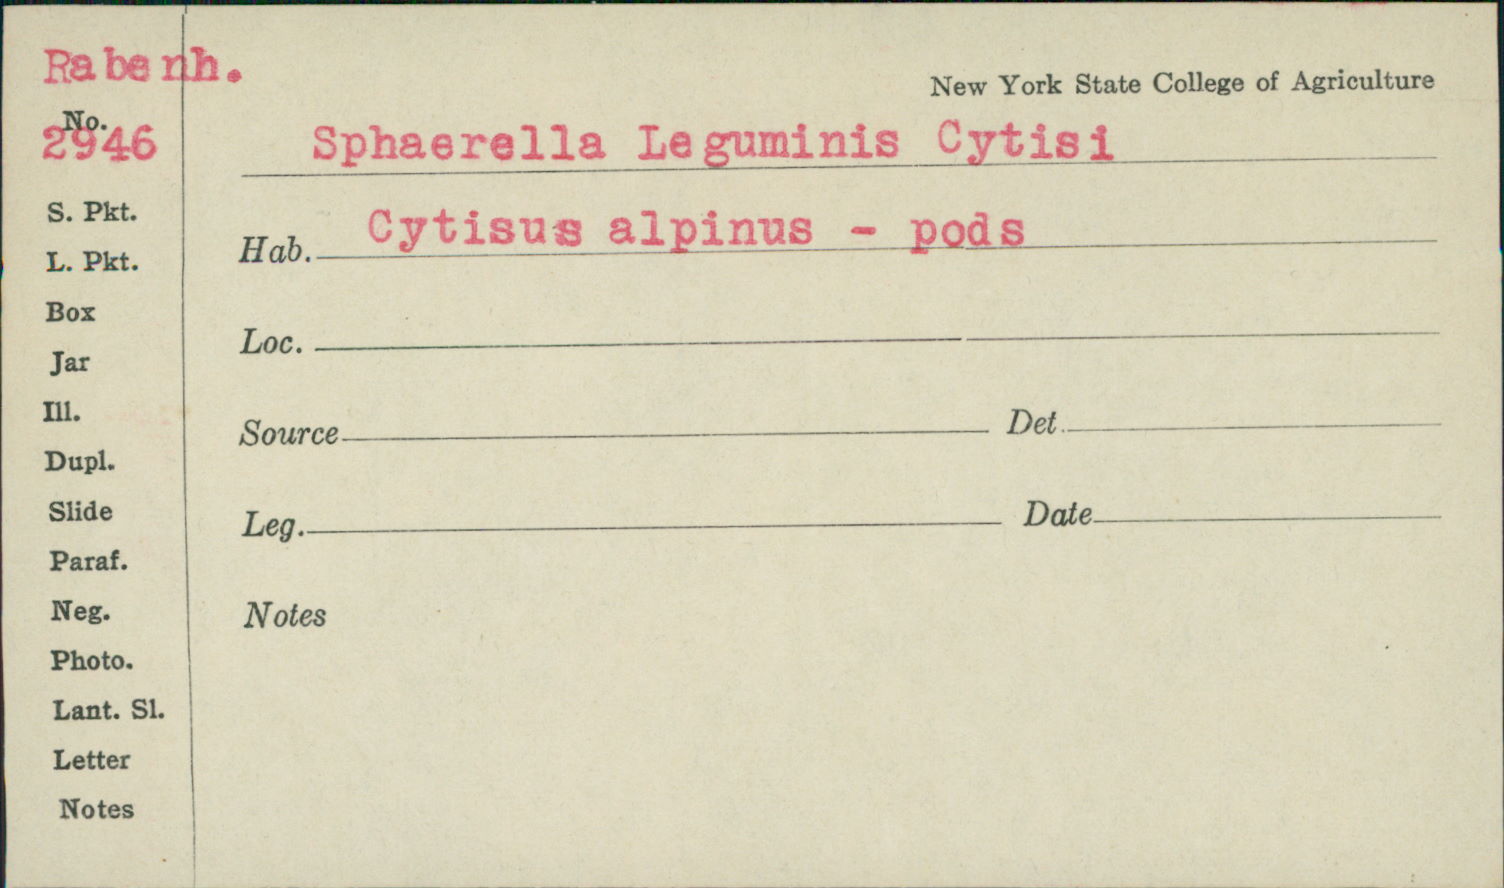 Rabenh.
New York State College of Agriculture
No.
2946
Sphaerella Leguminis Cytisi
S. Pkt.
Hab. Cytisus alpinus - pods
L. Pkt.
Box
Loc.
Jar
Ill.
Source Det.
Dupl.
Slide
Leg. Date
Paraf.
Neg.
Notes
Photo.
Lant. Sl.
Letter
Notes